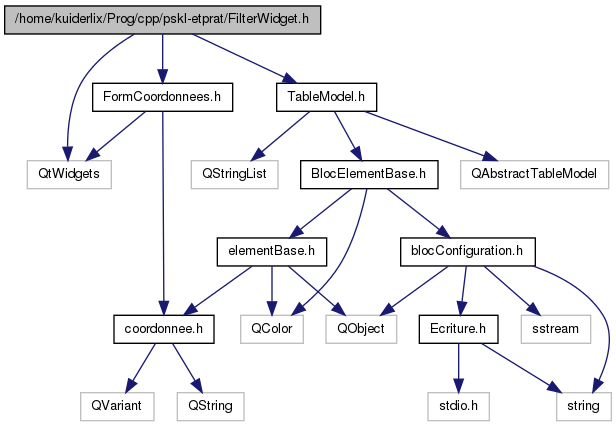 /home/kuiderlix/Prog/cpp/pskl-etprat/FilterWidget.h
FormCoordonnees.h
TableModel.h
QtWidgets
QStringList
BlocElementBase.h
QAbstractTableModel
elementBase.h
blocConfiguration.h
coordonnee.h
QColor
QObject
Ecriture.h
sstream
QVariant
QString
stdio.h
string